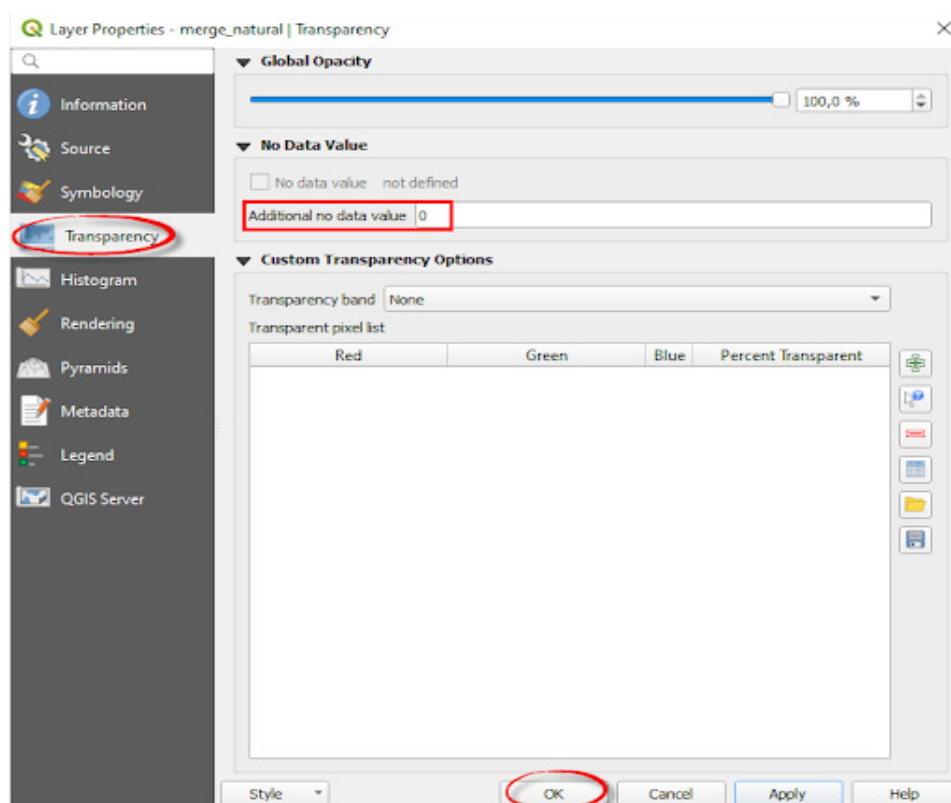 Layer Properties - merge_natural | Transparency
Global Opacity
Information
100,0 %
Source
No Data Value
No data value not defined
Symbology
Additional no data value 0
Transparency
Custom Transparency Options
Histogram
Transparency band None
Rendering
Transparent pixel list
Red Green Blue Percent Transparent
Pyramids
Metadata
Legend
QGIS Server
Style OK Cancel Apply Help